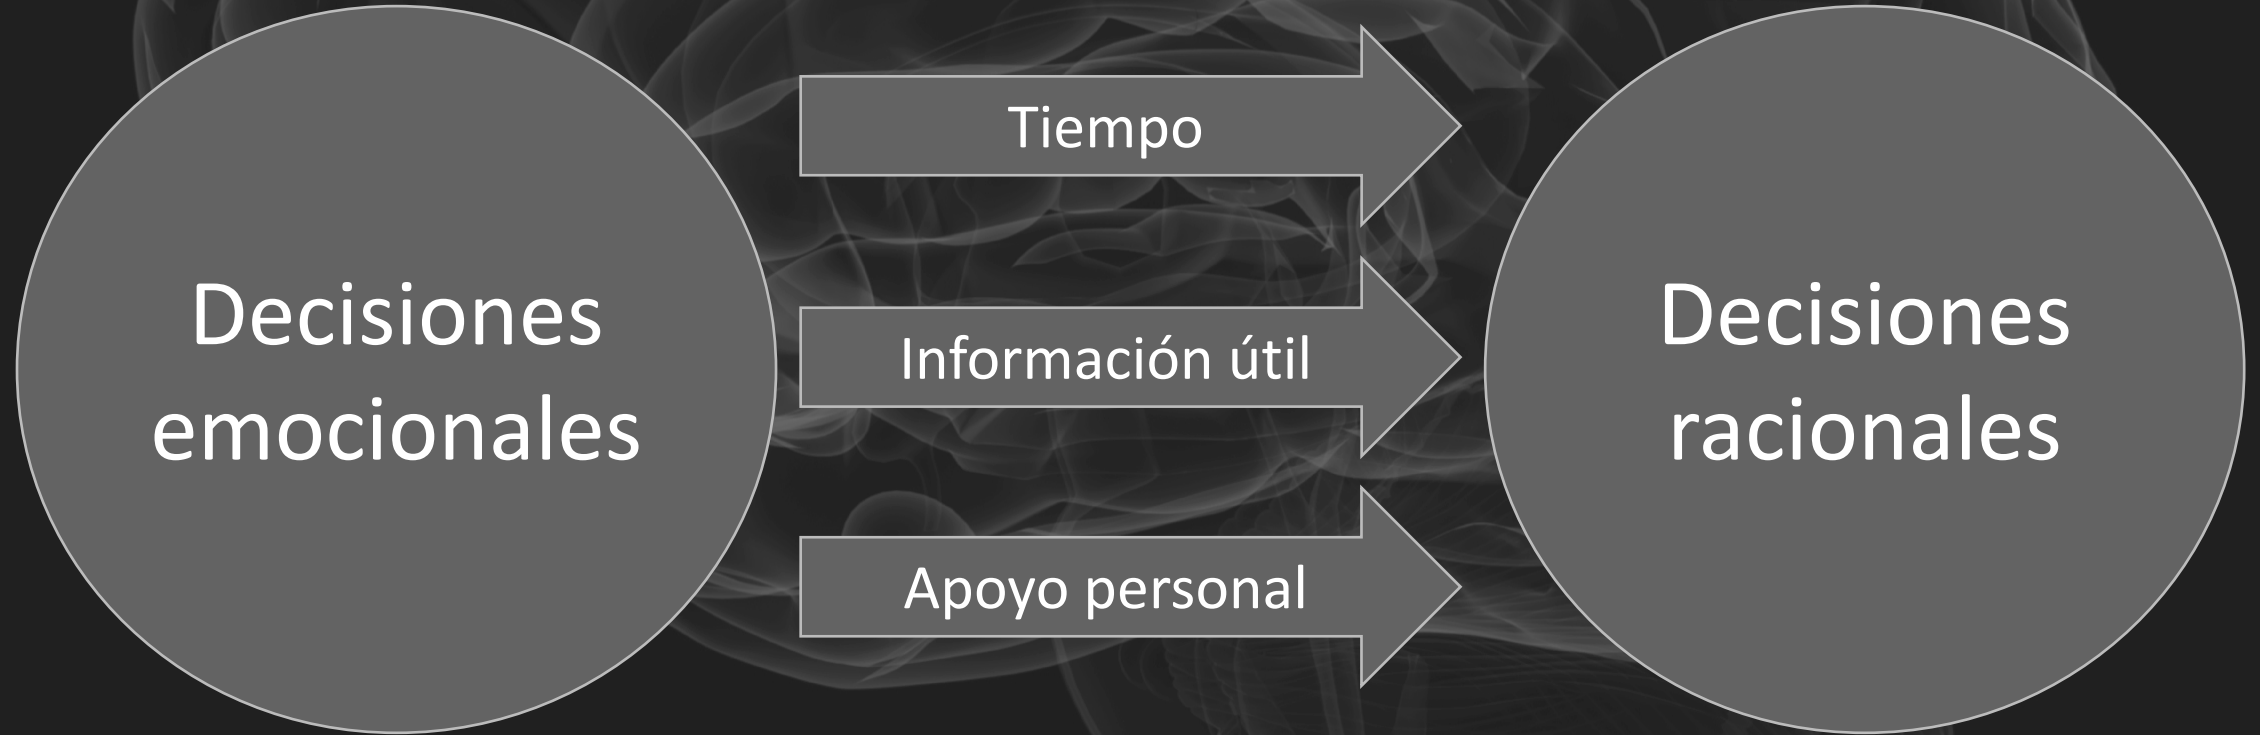 Decisiones
emocionales
Tiempo
Información útil
Apoyo personal
Decisiones
racionales